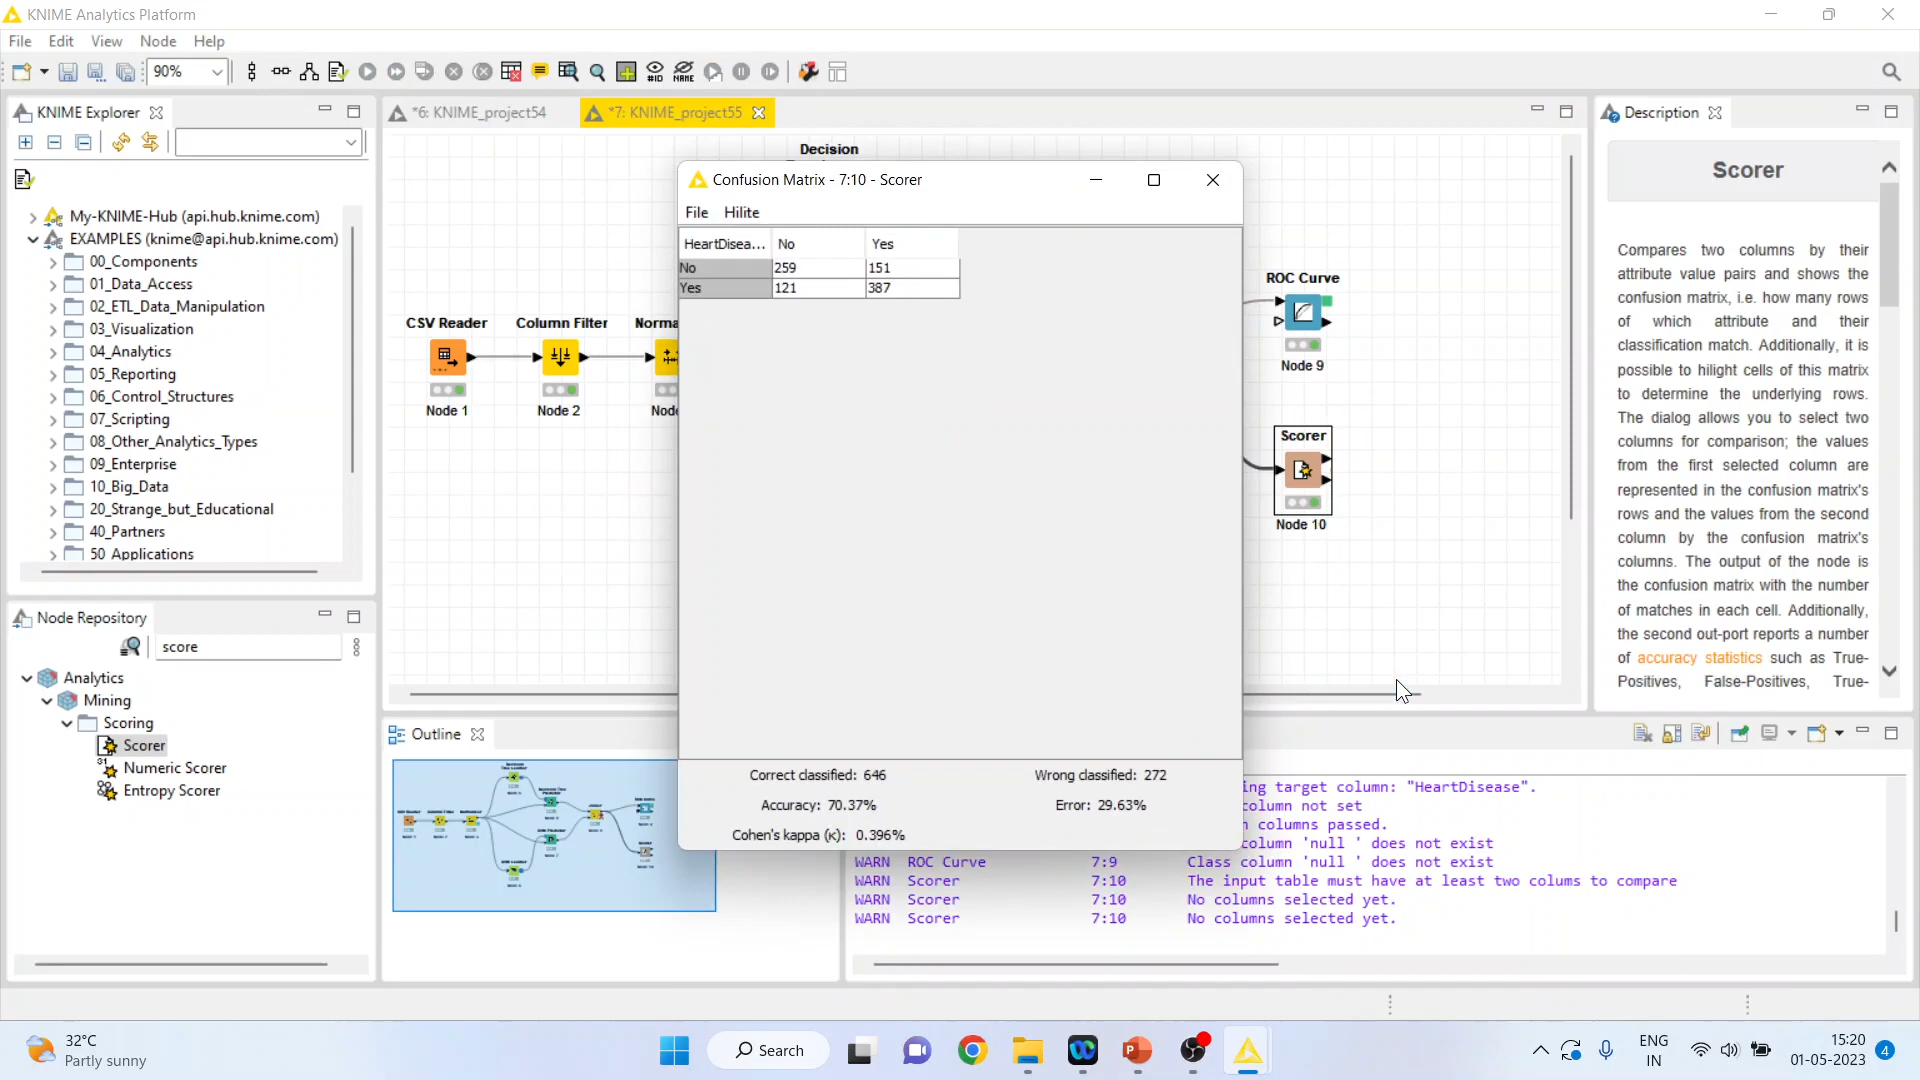 KNIME Analytics Platform
File Edit View Node Help
90%
KNIME Explorer
My-KNIME-Hub (api.hub.knime.com)
EXAMPLES (knime@api.hub.knime.com)
00_Components
01_Data_Access
02_ETL_Data_Manipulation
03_Visualization
04_Analytics
05_Reporting
06_Control_Structures
07_Scripting
08_Other_Analytics_Types
09_Enterprise
10_Big_Data
20_Strange_but_Educational
40_Partners
50 Applications
Node Repository
score
Analytics
Mining
Scoring
Scorer
Numeric Scorer
Entropy Scorer
*6: KNIME_project54
*7: KNIME_project55
Decision
CSV Reader
Node 1
Column Filter
Node 2
Norma
Nod
ROC Curve
Node 9
Scorer
Node 10
Confusion Matrix - 7:10 - Scorer
File Hilite
HeartDisea... No Yes
No 259 151
Yes 121 387
Correct classified: 646 Wrong classified: 272
Accuracy: 70.37% Error: 29.63%
Cohen's kappa (κ): 0.396%
Description
Scorer
Compares two columns by their
attribute value pairs and shows the
confusion matrix, i.e. how many rows
of which attribute and their
classification match. Additionally, it is
possible to hilight cells of this matrix
to determine the underlying rows.
The dialog allows you to select two
columns for comparison; the values
from the first selected column are
represented in the confusion matrix's
rows and the values from the second
column by the confusion matrix's
columns. The output of the node is
the confusion matrix with the number
of matches in each cell. Additionally,
the second out-port reports a number
of accuracy statistics such as True-
Positives, False-Positives, True-
Outline
ing target column: "HeartDisease".
column not set
n columns passed.
column 'null ' does not exist
WARN ROC Curve 7:9 Class column 'null ' does not exist
WARN Scorer 7:10 The input table must have at least two colums to compare
WARN Scorer 7:10 No columns selected yet.
WARN Scorer 7:10 No columns selected yet.
32°C
Partly sunny
Search
ENG
IN
15:20
01-05-2023
4